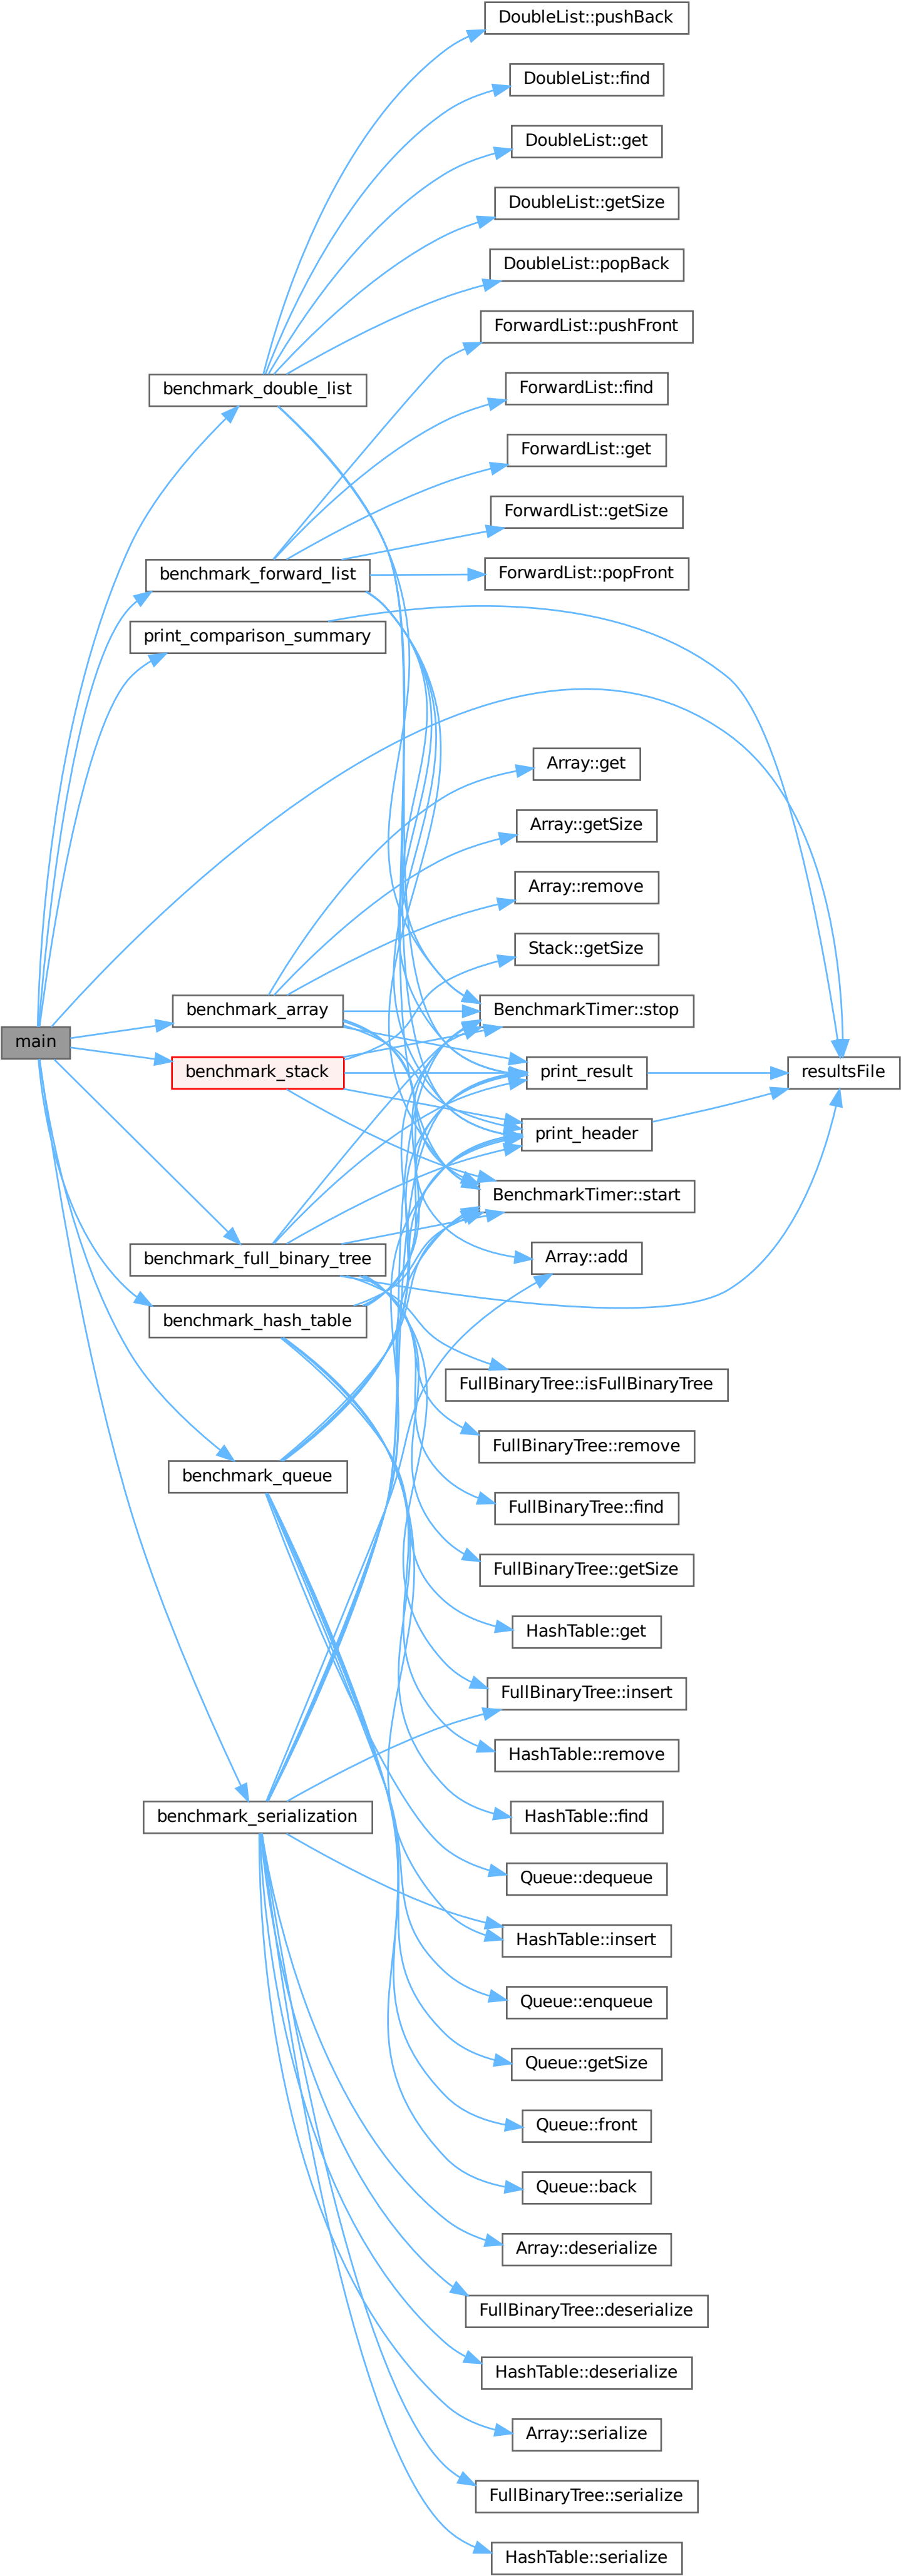 DoubleList::pushBack
DoubleList::find
DoubleList::get
DoubleList::getSize
DoubleList::popBack
ForwardList::pushFront
benchmark_double_list
ForwardList::find
ForwardList::get
ForwardList::getSize
benchmark_forward_list
ForwardList::popFront
print_comparison_summary
Array::get
Array::getSize
Array::remove
Stack::getSize
benchmark_array
BenchmarkTimer::stop
main
benchmark_stack
print_result
resultsFile
print_header
BenchmarkTimer::start
benchmark_full_binary_tree
Array::add
benchmark_hash_table
FullBinaryTree::isFullBinaryTree
FullBinaryTree::remove
benchmark_queue
FullBinaryTree::find
FullBinaryTree::getSize
HashTable::get
FullBinaryTree::insert
HashTable::remove
benchmark_serialization
HashTable::find
Queue::dequeue
HashTable::insert
Queue::enqueue
Queue::getSize
Queue::front
Queue::back
Array::deserialize
FullBinaryTree::deserialize
HashTable::deserialize
Array::serialize
FullBinaryTree::serialize
HashTable::serialize